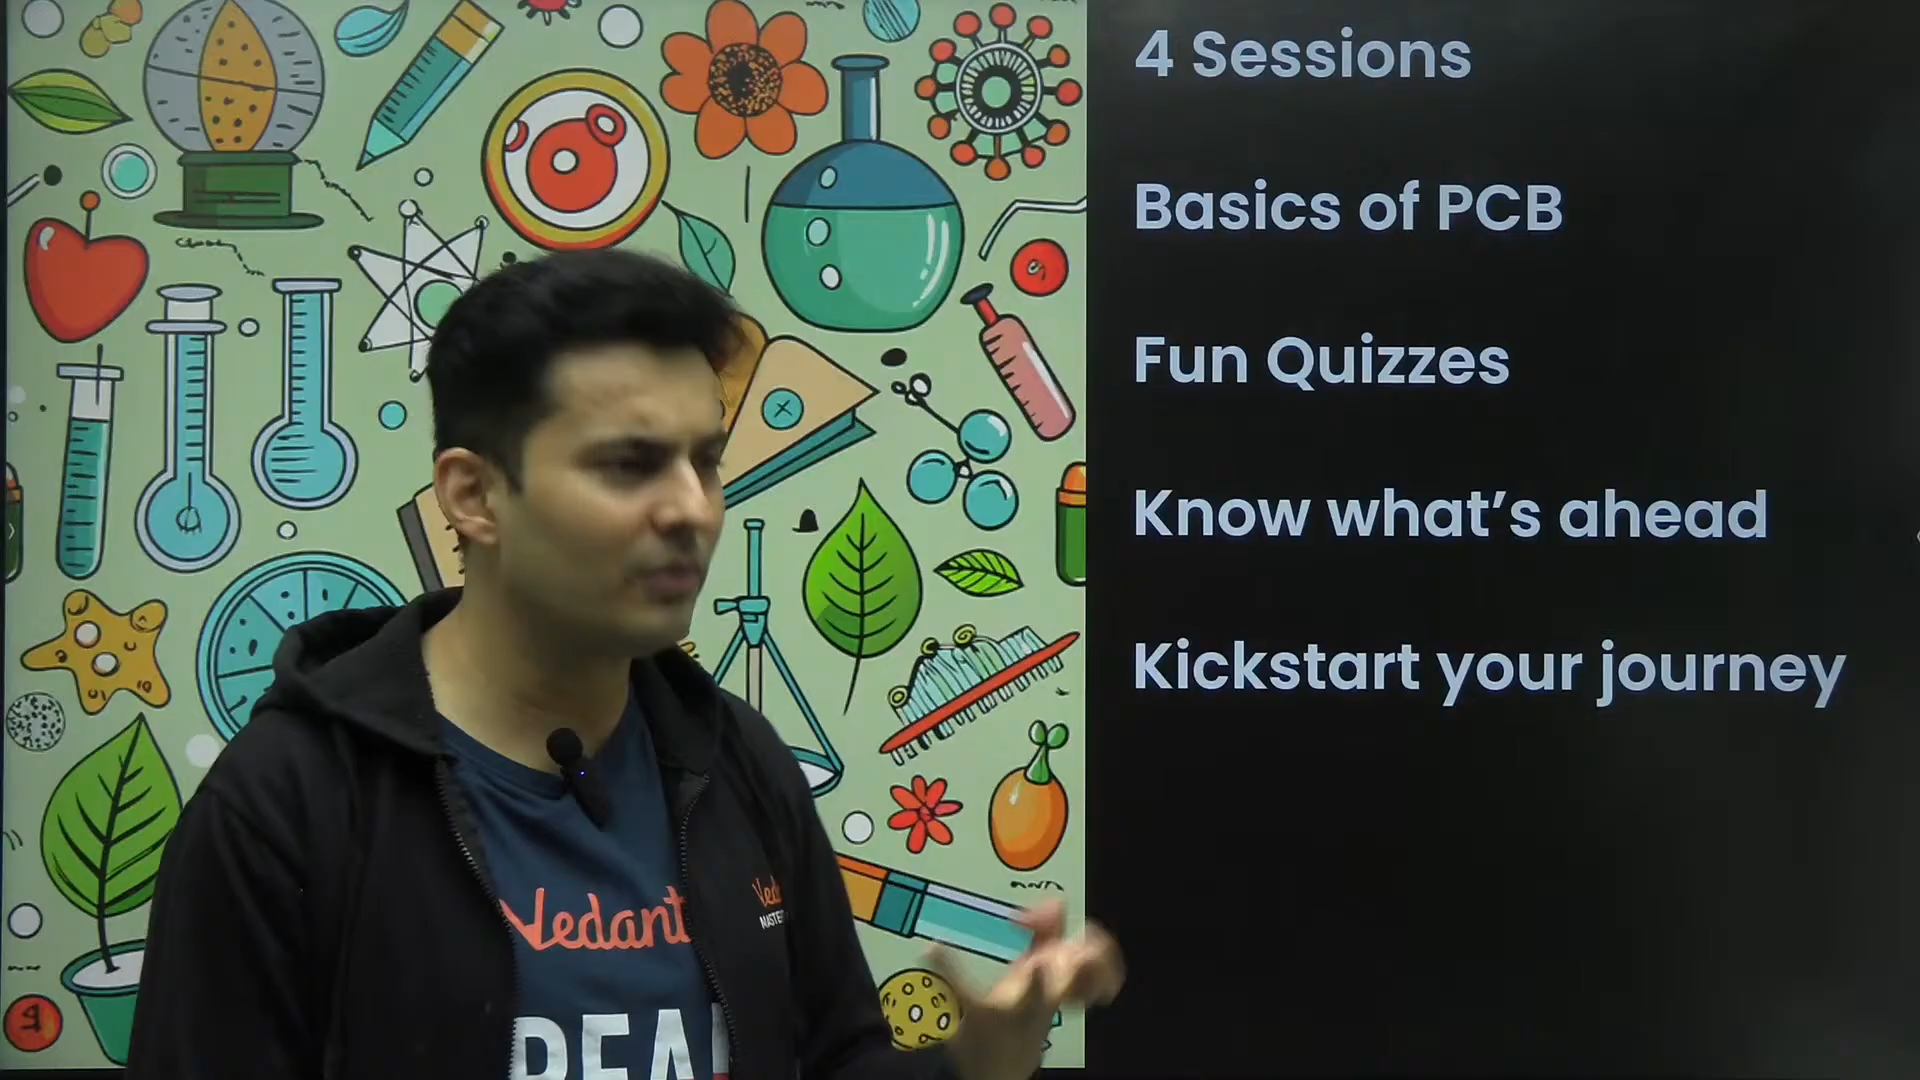 4 Sessions
Basics of PCB
Fun Quizzes
Know what’s ahead
Kickstart your journey
Vedant